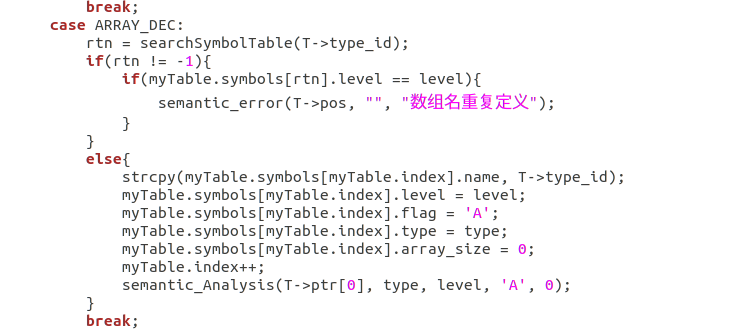 break;
case ARRAY_DEC:
rtn = searchSymbolTable(T->type_id);
if(rtn != -1){
if(myTable.symbols[rtn].level == level){
semantic_error(T->pos, "", "数组名重复定义");
}
}
else{
strcpy(myTable.symbols[myTable.index].name, T->type_id);
myTable.symbols[myTable.index].level = level;
myTable.symbols[myTable.index].flag = 'A';
myTable.symbols[myTable.index].type = type;
myTable.symbols[myTable.index].array_size = 0;
myTable.index++;
semantic_Analysis(T->ptr[0], type, level, 'A', 0);
}
break;